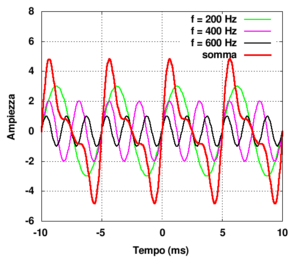 f = 200 Hz
f = 400 Hz
f = 600 Hz
somma
Ampiezza
8
6
4
2
0
-2
-4
-6
-10
-5
0
5
10
Tempo (ms)